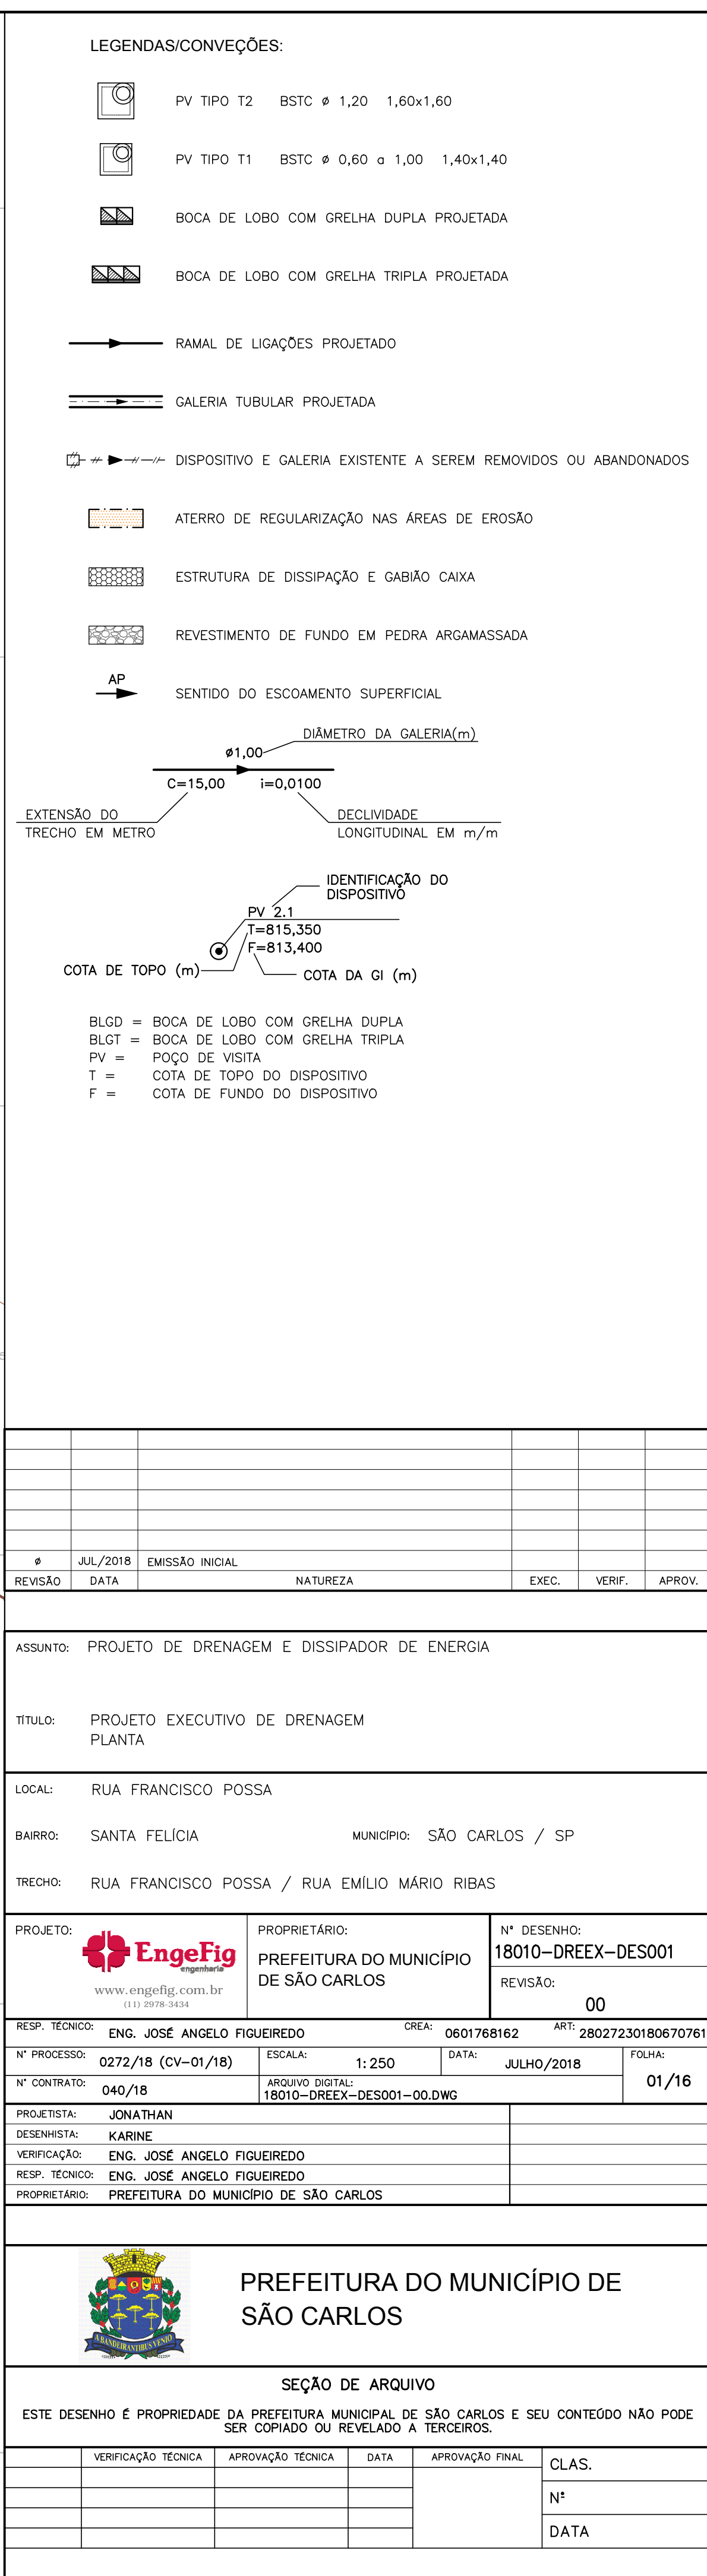 LEGENDAS/CONVEÇÕES:
PV TIPO T2 BSTC ø 1,20 1,60x1,60
PV TIPO T1 BSTC ø 0,60 a 1,00 1,40x1,40
BOCA DE LOBO COM GRELHA DUPLA PROJETADA
BOCA DE LOBO COM GRELHA TRIPLA PROJETADA
RAMAL DE LIGAÇÕES PROJETADO
GALERIA TUBULAR PROJETADA
DISPOSITIVO E GALERIA EXISTENTE A SEREM REMOVIDOS OU ABANDONADOS
ATERRO DE REGULARIZAÇÃO NAS ÁREAS DE EROSÃO
ESTRUTURA DE DISSIPAÇÃO E GABIÃO CAIXA
REVESTIMENTO DE FUNDO EM PEDRA ARGAMASSADA
AP
SENTIDO DO ESCOAMENTO SUPERFICIAL
DIÂMETRO DA GALERIA(m)
ø1,00
C=15,00 i=0,0100
EXTENSÃO DO
TRECHO EM METRO
DECLIVIDADE
LONGITUDINAL EM m/m
IDENTIFICAÇÃO DO
DISPOSITIVO
PV 2.1
T=815,350
F=813,400
COTA DE TOPO (m)
COTA DA GI (m)
BLGD = BOCA DE LOBO COM GRELHA DUPLA
BLGT = BOCA DE LOBO COM GRELHA TRIPLA
PV = POÇO DE VISITA
T = COTA DE TOPO DO DISPOSITIVO
F = COTA DE FUNDO DO DISPOSITIVO
ø JUL/2018 EMISSÃO INICIAL
REVISÃO DATA NATUREZA EXEC. VERIF. APROV.
ASSUNTO: PROJETO DE DRENAGEM E DISSIPADOR DE ENERGIA
TÍTULO: PROJETO EXECUTIVO DE DRENAGEM
PLANTA
LOCAL: RUA FRANCISCO POSSA
BAIRRO: SANTA FELÍCIA MUNICÍPIO: SÃO CARLOS / SP
TRECHO: RUA FRANCISCO POSSA / RUA EMÍLIO MÁRIO RIBAS
PROJETO:
EngeFig
engenharia
www.engefig.com.br
(11) 2978-3434
PROPRIETÁRIO:
PREFEITURA DO MUNICÍPIO
DE SÃO CARLOS
Nº DESENHO:
18010-DREEX-DES001
REVISÃO:
00
RESP. TÉCNICO: ENG. JOSÉ ANGELO FIGUEIREDO CREA: 0601768162 ART: 28027230180670761
N° PROCESSO: 0272/18 (CV-01/18) ESCALA: 1:250 DATA: JULHO/2018 FOLHA:
01/16
N° CONTRATO: 040/18 ARQUIVO DIGITAL:
18010-DREEX-DES001-00.DWG
PROJETISTA: JONATHAN
DESENHISTA: KARINE
VERIFICAÇÃO: ENG. JOSÉ ANGELO FIGUEIREDO
RESP. TÉCNICO: ENG. JOSÉ ANGELO FIGUEIREDO
PROPRIETÁRIO: PREFEITURA DO MUNICÍPIO DE SÃO CARLOS
A BANDEIRANTIBUS VENIO
PREFEITURA DO MUNICÍPIO DE
SÃO CARLOS
SEÇÃO DE ARQUIVO
ESTE DESENHO É PROPRIEDADE DA PREFEITURA MUNICIPAL DE SÃO CARLOS E SEU CONTEÚDO NÃO PODE
SER COPIADO OU REVELADO A TERCEIROS.
VERIFICAÇÃO TÉCNICA APROVAÇÃO TÉCNICA DATA APROVAÇÃO FINAL
CLAS.
Nº
DATA